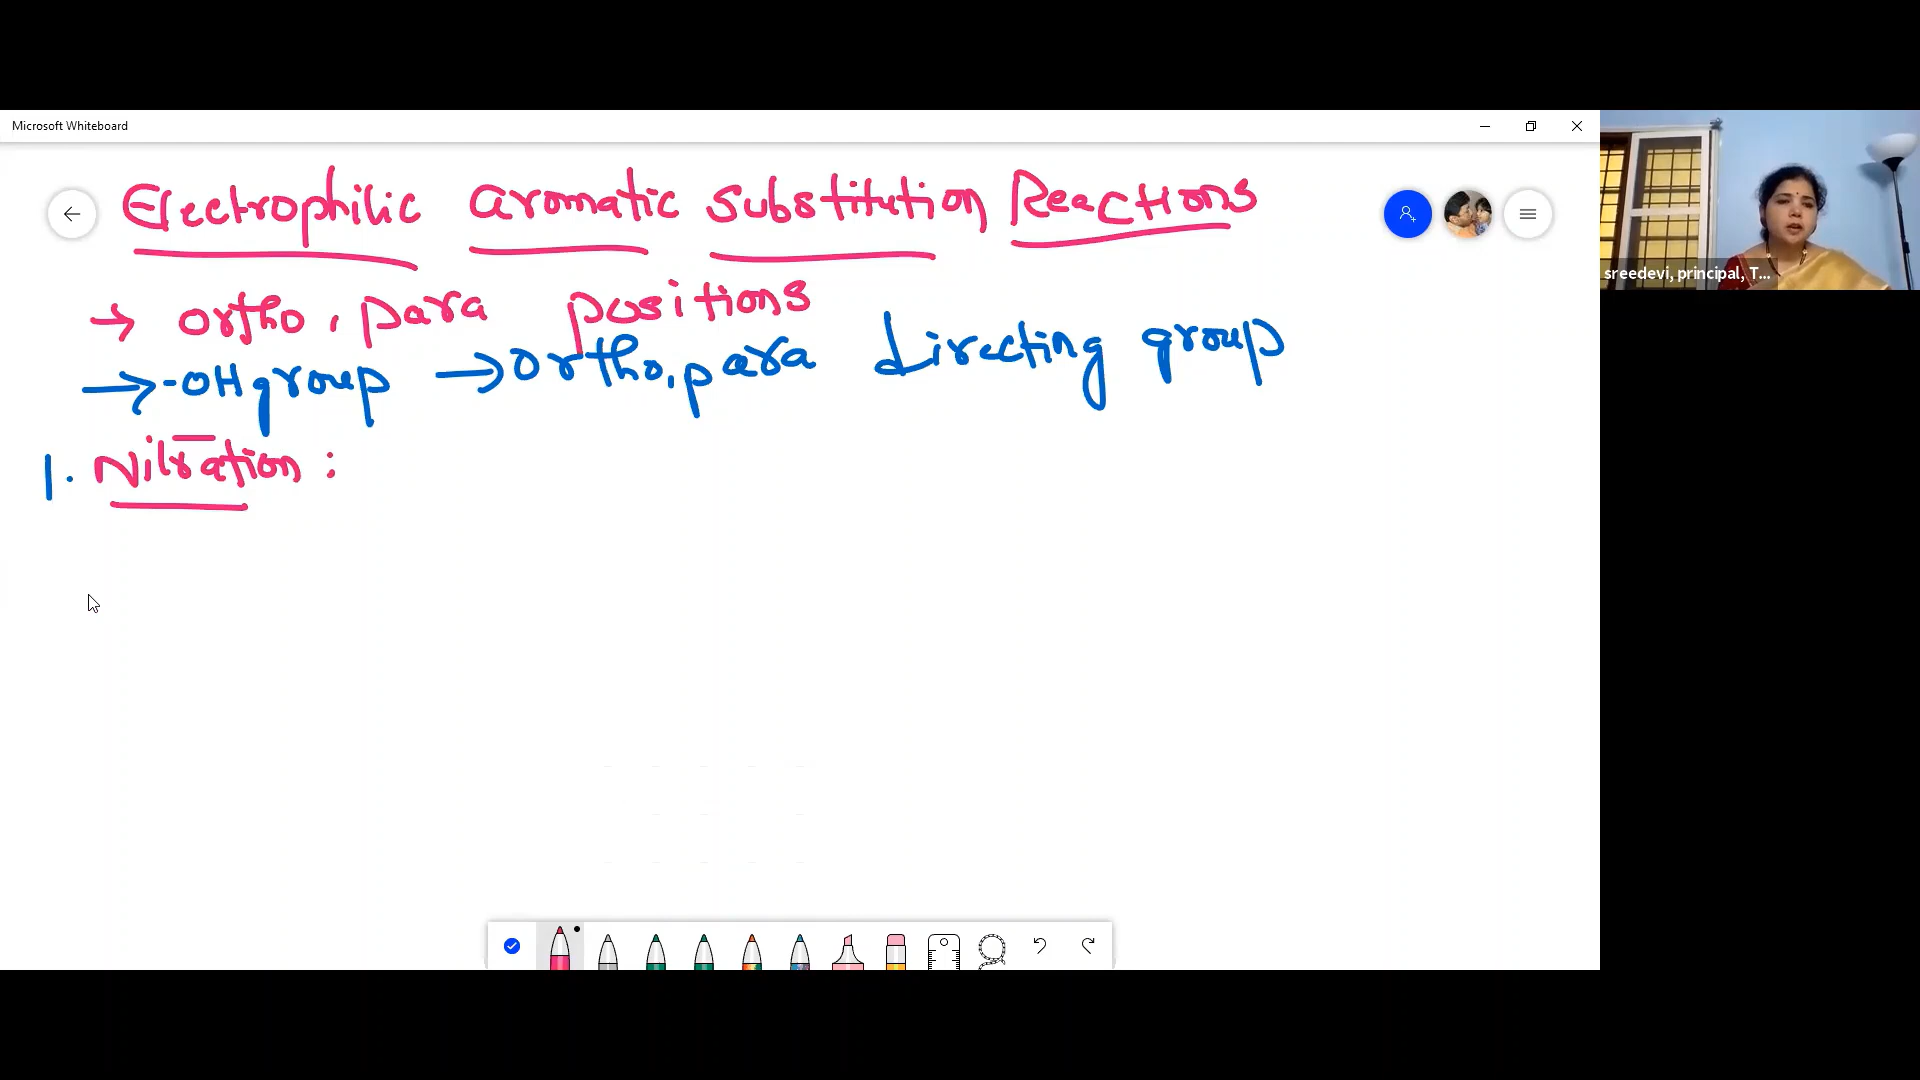 Microsoft Whiteboard
Electrophilic aromatic substitution Reactions
→ ortho, para positions
→ -OH group → Ortho, para directing group
1. Nitration :
sreedevi, principal, T...